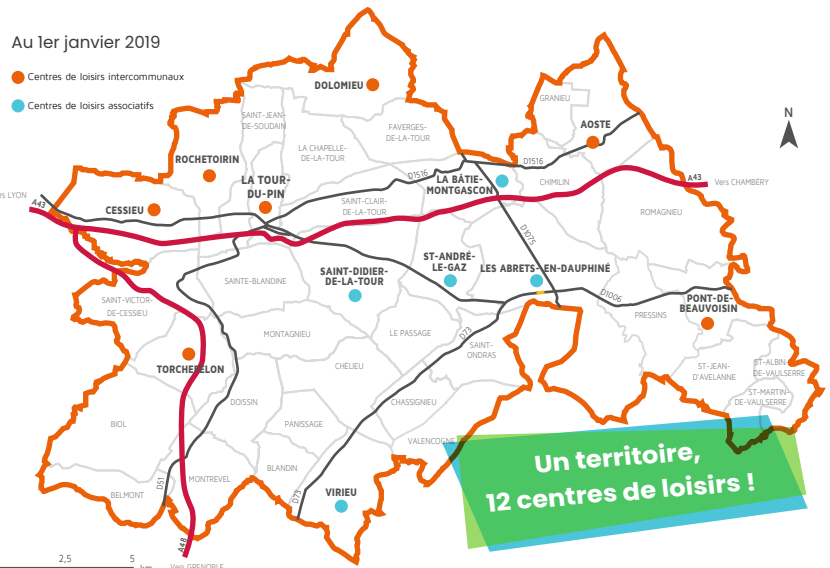 Au 1er janvier 2019
Centres de loisirs intercommunaux
Centres de loisirs associatifs
DOLOMIEU
GRANIEU
N
SAINT-JEAN-
DE-SOUDAIN
FAVERGES-
DE-LA-TOUR
AOSTE
LA CHAPELLE-
DE-LA-TOUR
ROCHETOIRIN
D1516
D1516
LA TOUR-
DU-PIN
LA BÂTIE-
MONTGASCON
CHIMILIN
A43
Vers CHAMBÉRY
LYON
A43
CESSIEU
SAINT-CLAIR-
DE-LA-TOUR
ROMAGNIEU
D1075
SAINTE-BLANDINE
SAINT-DIDIER-
DE-LA-TOUR
ST-ANDRÉ-
LE-GAZ
LES ABRETS-EN-DAUPHINÉ
SAINT-VICTOR-
DE-CESSIEU
D1006
PONT-DE-
BEAUVOISIN
PRESSINS
MONTAGNIEU
LE PASSAGE
D73
SAINT-
ONDRAS
TORCHEFELON
CHÉLIEU
ST-JEAN-
D'AVELANNE
ST-ALBIN-
DE-VAULSERRE
ST-MARTIN-
DE-VAULSERRE
DOISSIN
CHASSIGNIEU
BIOL
PANISSAGE
VALENCOGNE
Un territoire,
12 centres de loisirs !
BLANDIN
MONTREVEL
D51
BELMONT
D73
VIRIEU
A48
Vers GRENOBLE
2,5
5
km